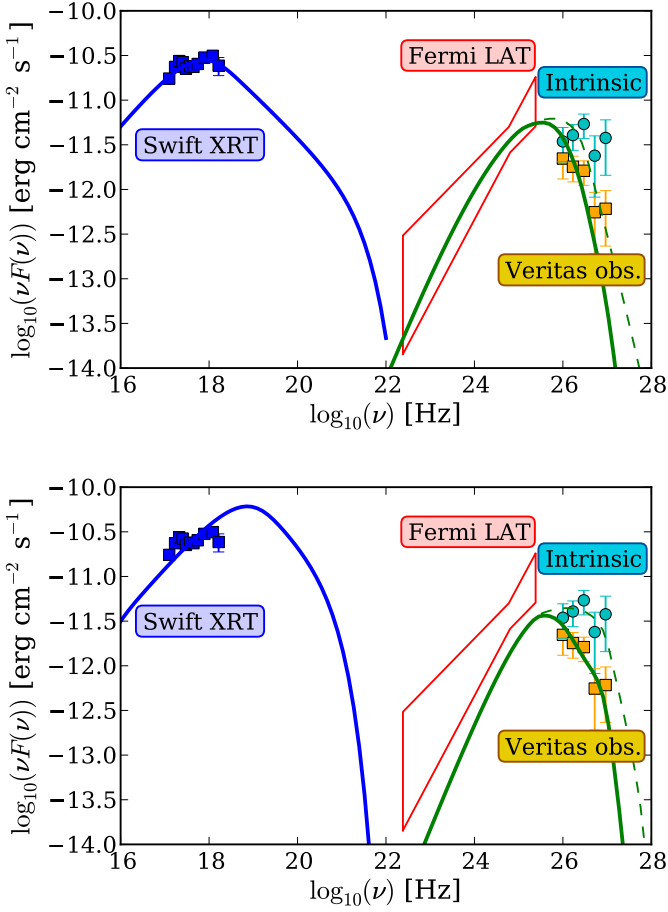 −10.0
−10.5
−11.0
−11.5
−12.0
−12.5
−13.0
−13.5
−14.0
log₁₀(νF(ν)) [erg cm⁻² s⁻¹]
Fermi LAT
Intrinsic
Swift XRT
Veritas obs.
16 18 20 22 24 26 28
log₁₀(ν) [Hz]
−10.0
−10.5
−11.0
−11.5
−12.0
−12.5
−13.0
−13.5
−14.0
log₁₀(νF(ν)) [erg cm⁻² s⁻¹]
Fermi LAT
Intrinsic
Swift XRT
Veritas obs.
16 18 20 22 24 26 28
log₁₀(ν) [Hz]